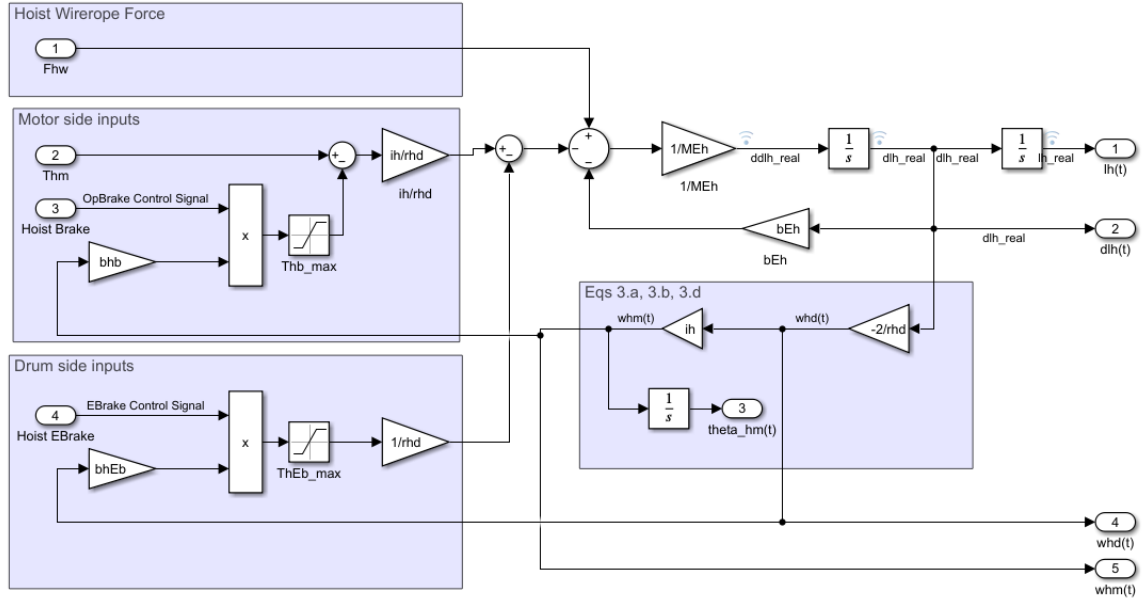 Hoist Wirerope Force
1
Fhw
Motor side inputs
2
Thm
3
OpBrake Control Signal
Hoist Brake
bhb
x
Thb_max
+
−
ih/rhd
ih/rhd
+
−
+
−
−
1/MEh
1/MEh
ddlh_real
1
s
dlh_real
dlh_real
1
s
lh_real
1
lh(t)
bEh
bEh
dlh_real
2
dlh(t)
Eqs 3.a, 3.b, 3.d
whm(t)
ih
whd(t)
-2/rhd
1
s
3
theta_hm(t)
Drum side inputs
4
EBrake Control Signal
Hoist EBrake
bhEb
x
ThEb_max
1/rhd
4
whd(t)
5
whm(t)